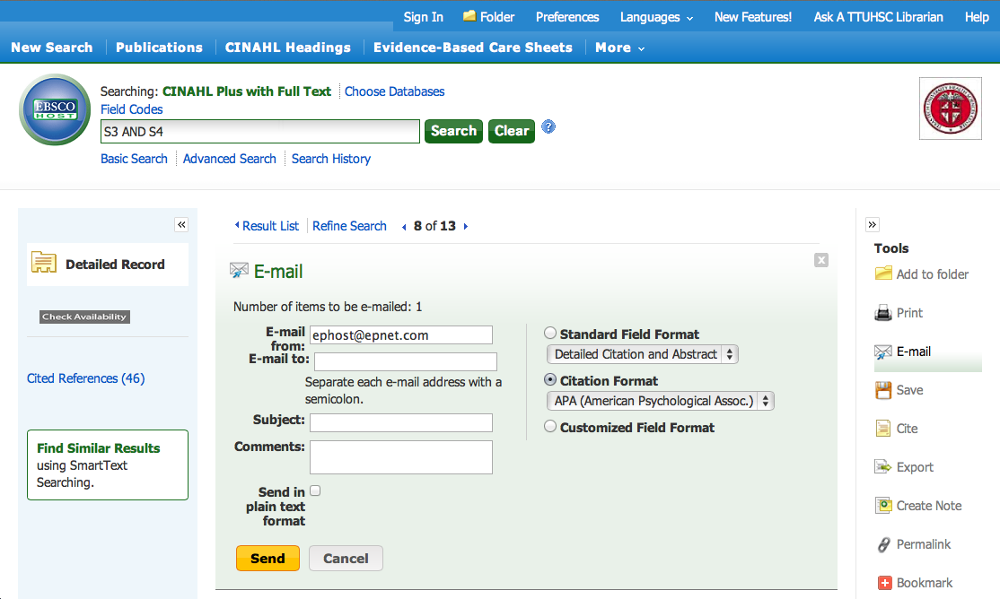 Sign In Folder Preferences Languages New Features! Ask A TTUHSC Librarian Help
New Search Publications CINAHL Headings Evidence-Based Care Sheets More
EBSCO
HOST
Searching: CINAHL Plus with Full Text Choose Databases
Field Codes
S3 AND S4
Search Clear ?
Basic Search Advanced Search Search History
«
Detailed Record
Check Availability
Cited References (46)
Find Similar Results
using SmartText
Searching.
Result List Refine Search 8 of 13
E-mail
x
Number of items to be e-mailed: 1
E-mail
from: ephost@epnet.com
E-mail to:
Separate each e-mail address with a
semicolon.
Subject:
Comments:
Send in
plain text
format
Send Cancel
Standard Field Format
Detailed Citation and Abstract
Citation Format
APA (American Psychological Assoc.)
Customized Field Format
»
Tools
Add to folder
Print
E-mail
Save
Cite
Export
Create Note
Permalink
Bookmark